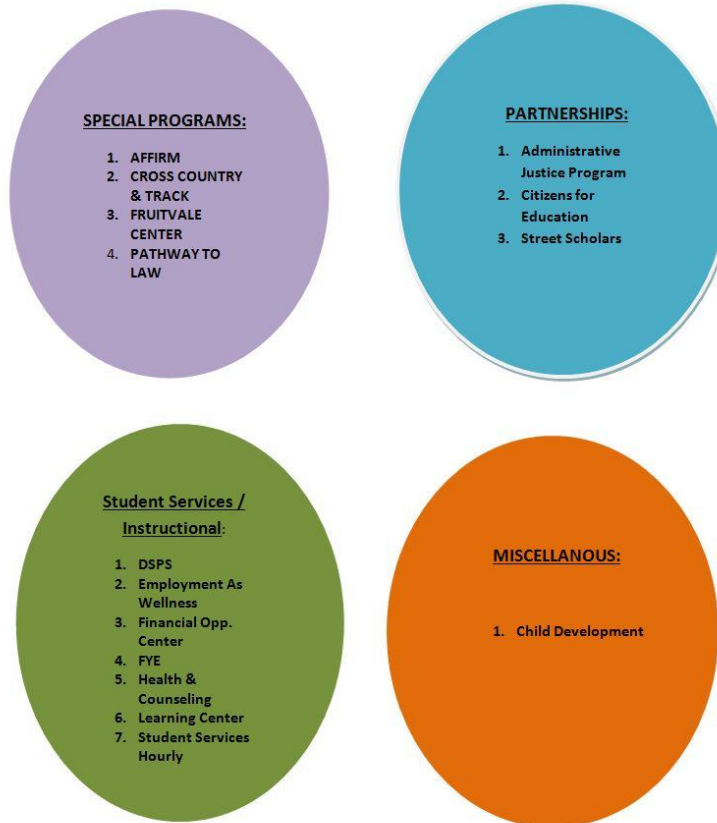 SPECIAL PROGRAMS:
1. AFFIRM
2. CROSS COUNTRY
& TRACK
3. FRUITVALE
CENTER
4. PATHWAY TO
LAW
PARTNERSHIPS:
1. Administrative
Justice Program
2. Citizens for
Education
3. Street Scholars
Student Services /
Instructional:
1. DSPS
2. Employment As
Wellness
3. Financial Opp.
Center
4. FYE
5. Health &
Counseling
6. Learning Center
7. Student Services
Hourly
MISCELLANOUS:
1. Child Development